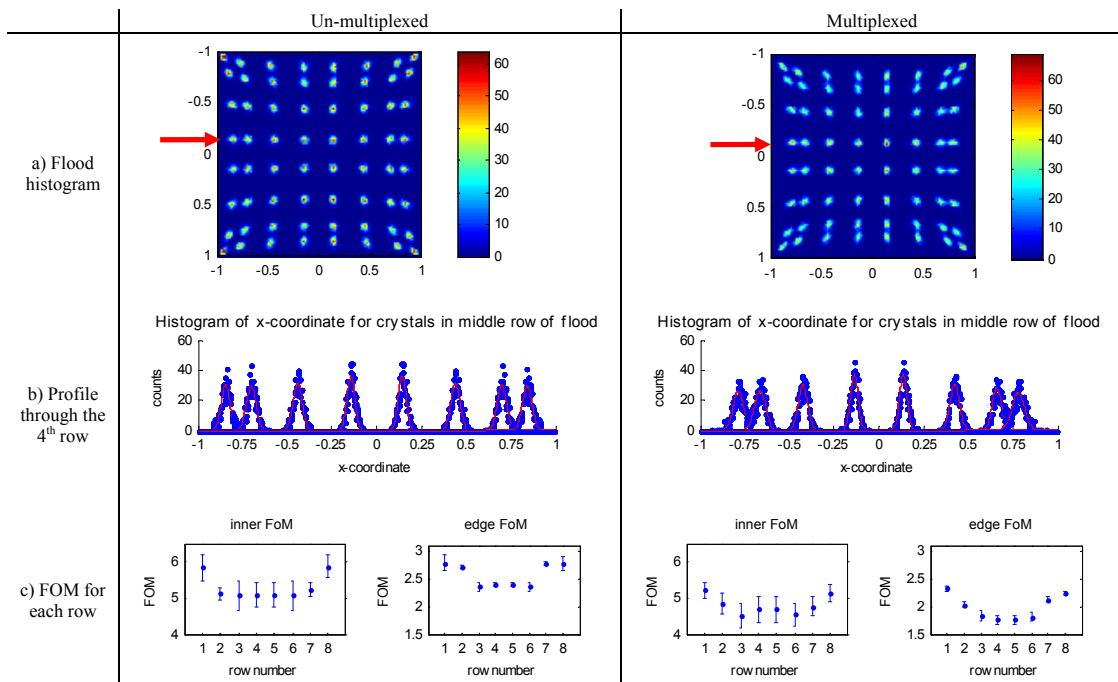 Un-multiplexed
Multiplexed
a) Flood
histogram
-1
-0.5
0
0.5
1
-1
-0.5
0
0.5
1
60
50
40
30
20
10
0
-1
-0.5
0
0.5
1
-1
-0.5
0
0.5
1
60
50
40
30
20
10
0
b) Profile
through the
4th row
Histogram of x-coordinate for crystals in middle row of flood
60
40
20
0
counts
-1 -0.75 -0.5 -0.25 0 0.25 0.5 0.75 1
x-coordinate
Histogram of x-coordinate for crystals in middle row of flood
60
40
20
0
counts
-1 -0.75 -0.5 -0.25 0 0.25 0.5 0.75 1
x-coordinate
c) FOM for
each row
inner FoM
6
5
4
FOM
1 2 3 4 5 6 7 8
row number
edge FoM
3
2.5
2
1.5
FOM
1 2 3 4 5 6 7 8
row number
inner FoM
6
5
4
FOM
1 2 3 4 5 6 7 8
row number
edge FoM
3
2.5
2
1.5
FOM
1 2 3 4 5 6 7 8
row number